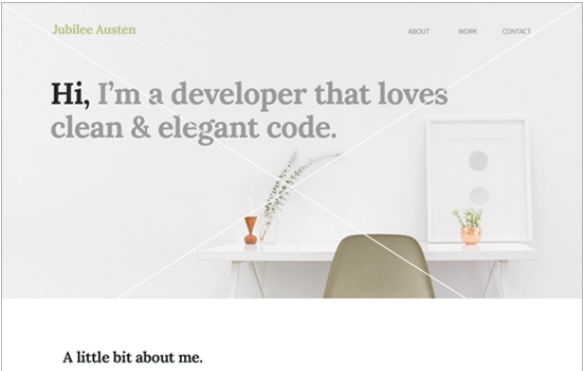 Jubilee Austen
ABOUT WORK CONTACT
Hi, I’m a developer that loves
clean & elegant code.
A little bit about me.